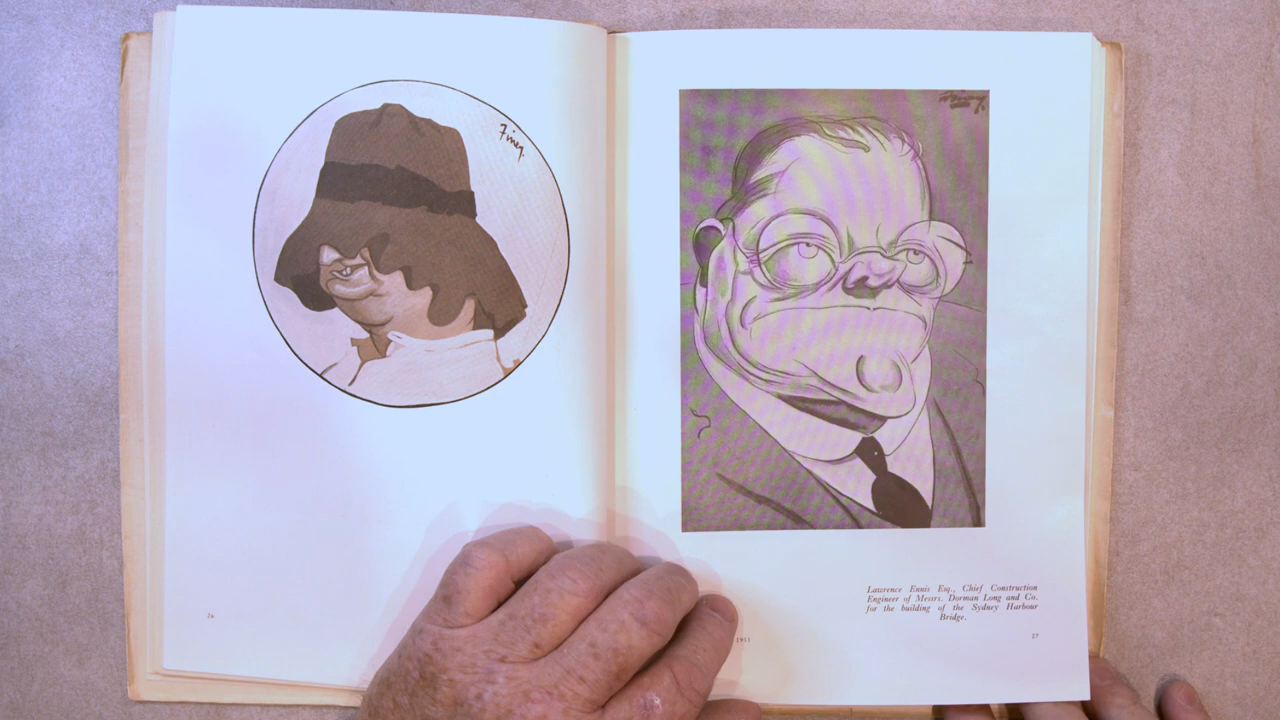 Finey.
26
Finey
Lawrence Ennis Esq., Chief Construction
Engineer of Messrs. Dorman Long and Co.
for the building of the Sydney Harbour
Bridge.
1931
27